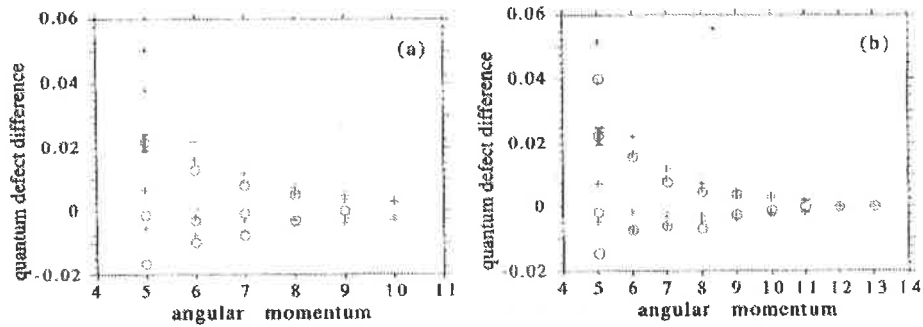 0.06
(a)
0.04
0.02
0
-0.02
quantum defect difference
4 5 6 7 8 9 10 11
angular momentum
0.06
(b)
0.04
0.02
0
-0.02
quantum defect difference
4 5 6 7 8 9 10 11 12 13 14
angular momentum